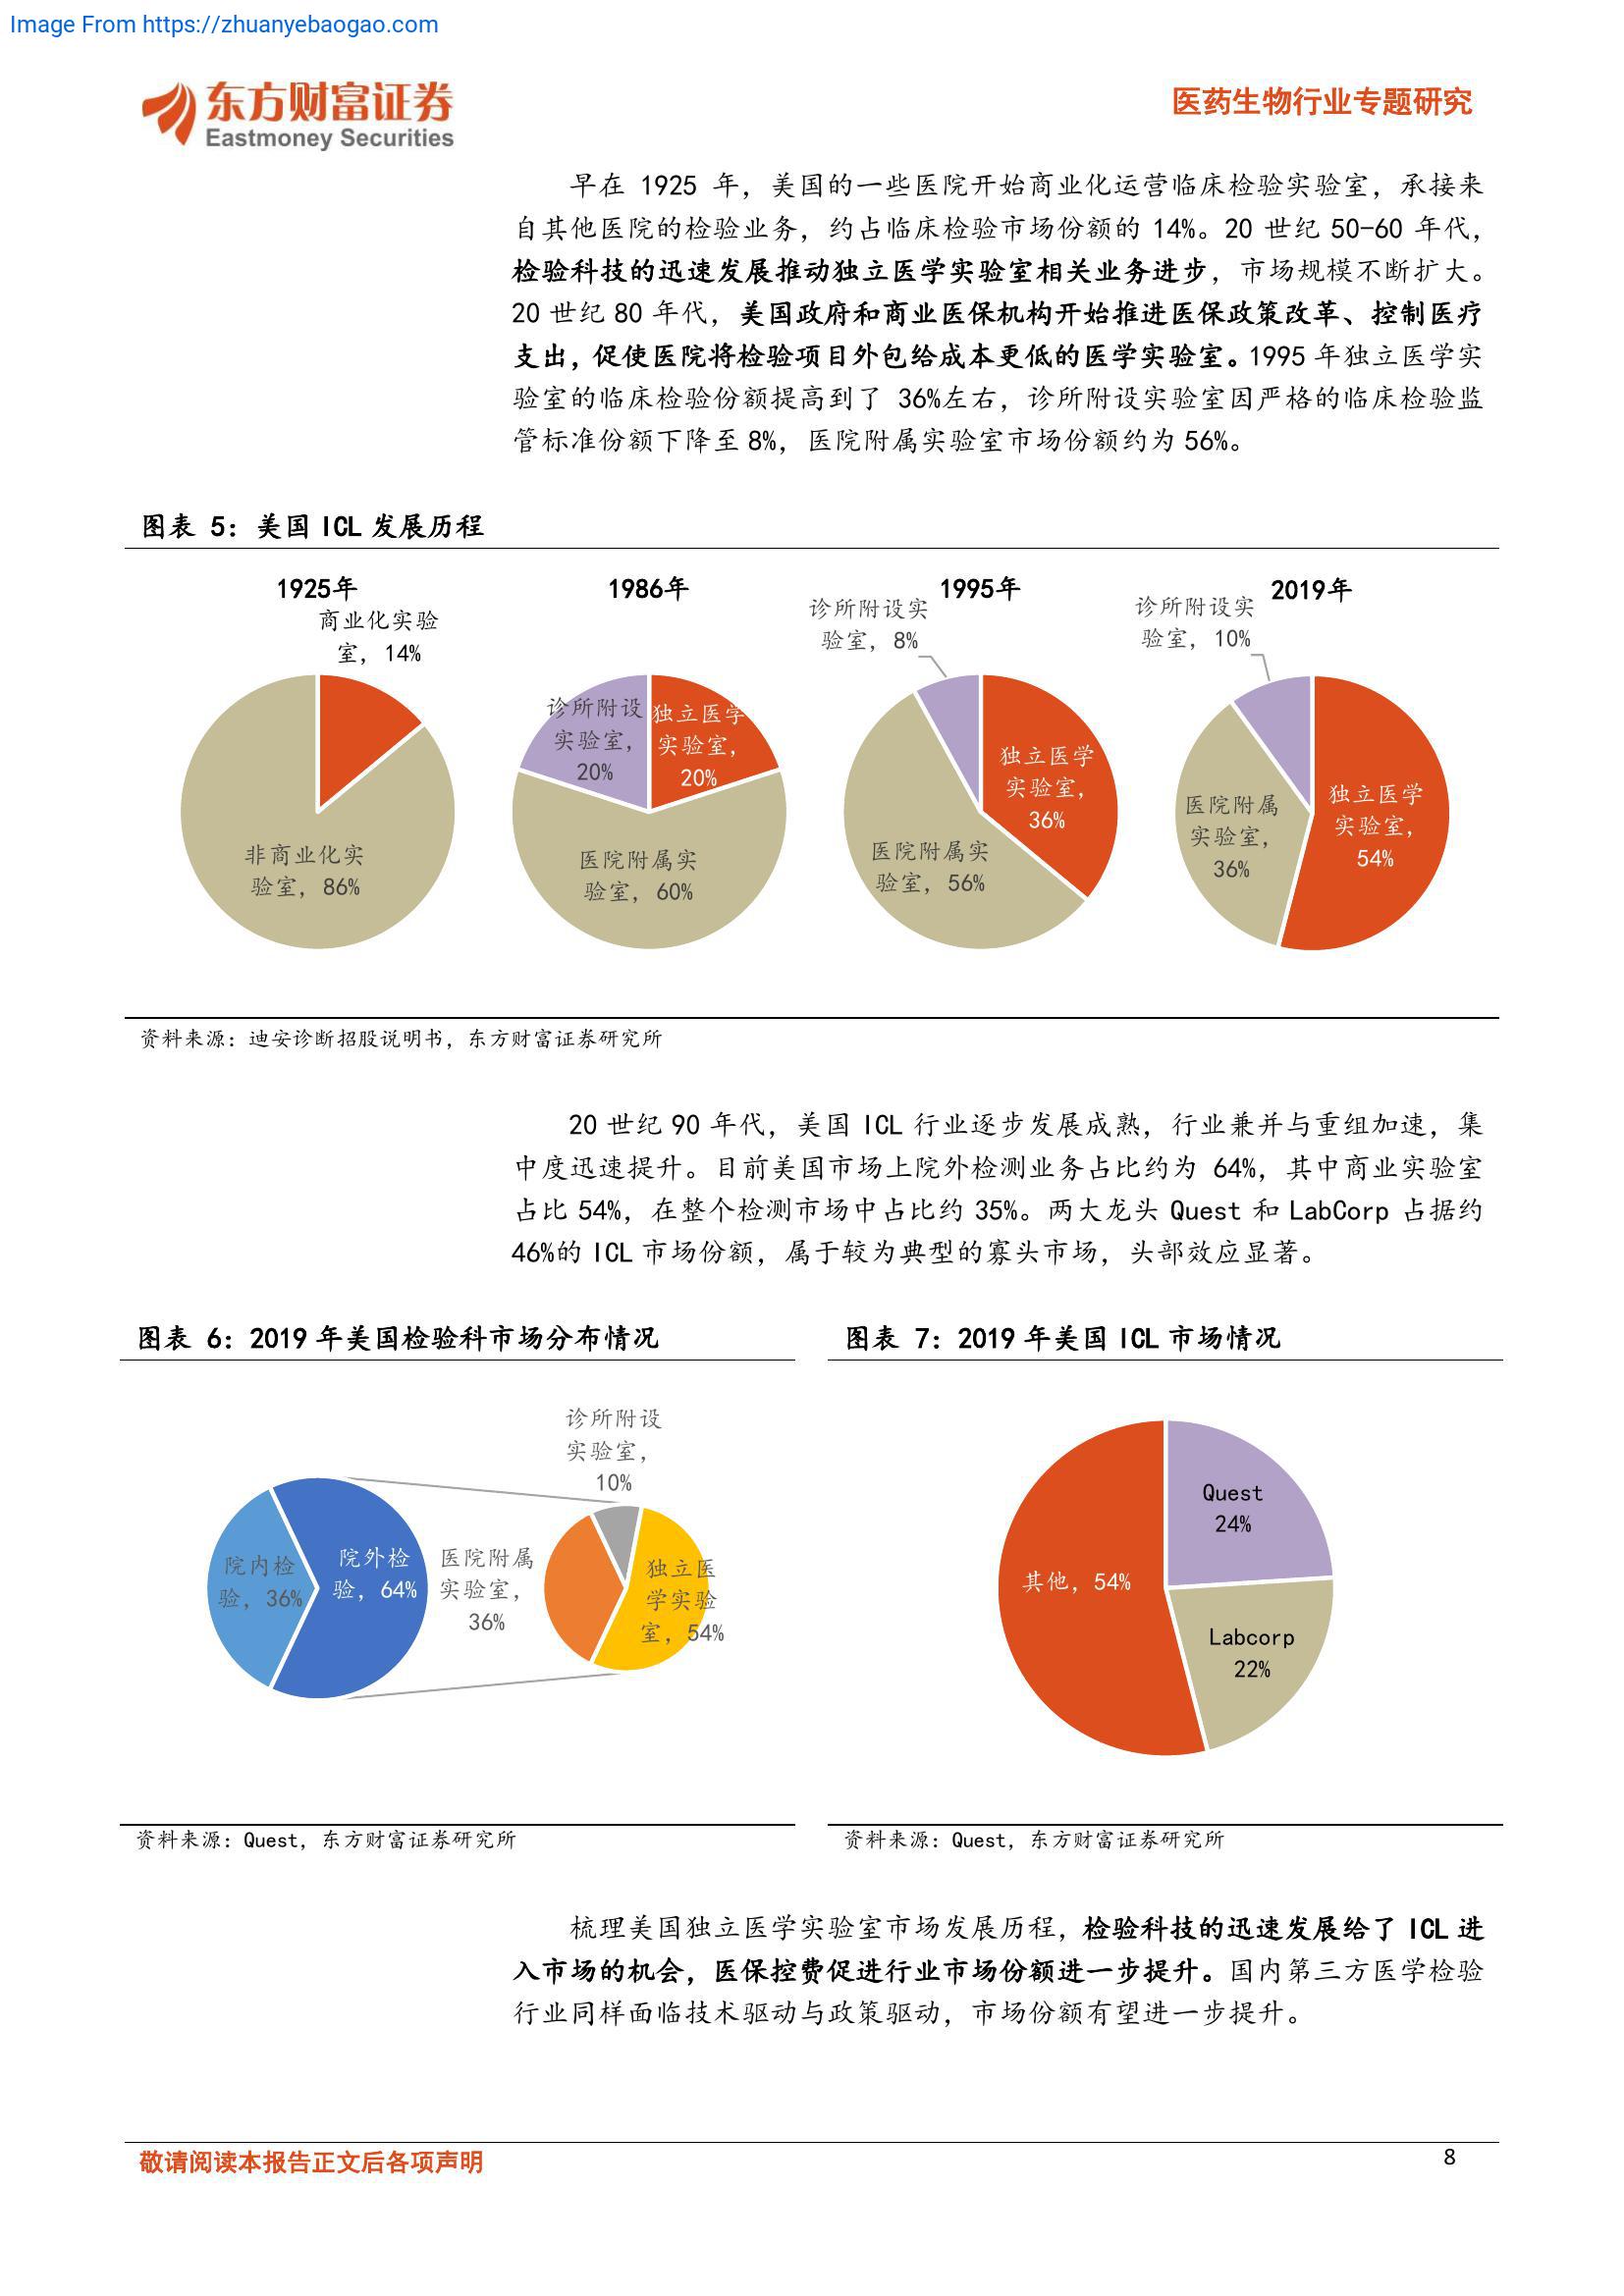 Image From https://zhuanyebaogao.com
东方财富证券
Eastmoney Securities
医药生物行业专题研究
早在 1925 年，美国的一些医院开始商业化运营临床检验实验室，承接来
自其他医院的检验业务，约占临床检验市场份额的 14%。20 世纪 50-60 年代，
检验科技的迅速发展推动独立医学实验室相关业务进步，市场规模不断扩大。
20 世纪 80 年代，美国政府和商业医保机构开始推进医保政策改革、控制医疗
支出，促使医院将检验项目外包给成本更低的医学实验室。1995 年独立医学实
验室的临床检验份额提高到了 36%左右，诊所附设实验室因严格的临床检验监
管标准份额下降至 8%，医院附属实验室市场份额约为 56%。
图表 5：美国 ICL 发展历程
1925年
商业化实验
室，14%
非商业化实
验室，86%
1986年
诊所附设
实验室，
20%
独立医学
实验室，
20%
医院附属实
验室，60%
1995年
诊所附设实
验室，8%
独立医学
实验室，
36%
医院附属实
验室，56%
2019年
诊所附设实
验室，10%
医院附属
实验室，
36%
独立医学
实验室，
54%
资料来源：迪安诊断招股说明书，东方财富证券研究所
20 世纪 90 年代，美国 ICL 行业逐步发展成熟，行业兼并与重组加速，集
中度迅速提升。目前美国市场上院外检测业务占比约为 64%，其中商业实验室
占比 54%，在整个检测市场中占比约 35%。两大龙头 Quest 和 LabCorp 占据约
46%的 ICL 市场份额，属于较为典型的寡头市场，头部效应显著。
图表 6：2019 年美国检验科市场分布情况
院内检
验，36%
院外检
验，64%
诊所附设
实验室，
10%
医院附属
实验室，
36%
独立医
学实验
室，54%
资料来源：Quest，东方财富证券研究所
图表 7：2019 年美国 ICL 市场情况
Quest
24%
其他，54%
Labcorp
22%
资料来源：Quest，东方财富证券研究所
梳理美国独立医学实验室市场发展历程，检验科技的迅速发展给了 ICL 进
入市场的机会，医保控费促进行业市场份额进一步提升。国内第三方医学检验
行业同样面临技术驱动与政策驱动，市场份额有望进一步提升。
敬请阅读本报告正文后各项声明
8